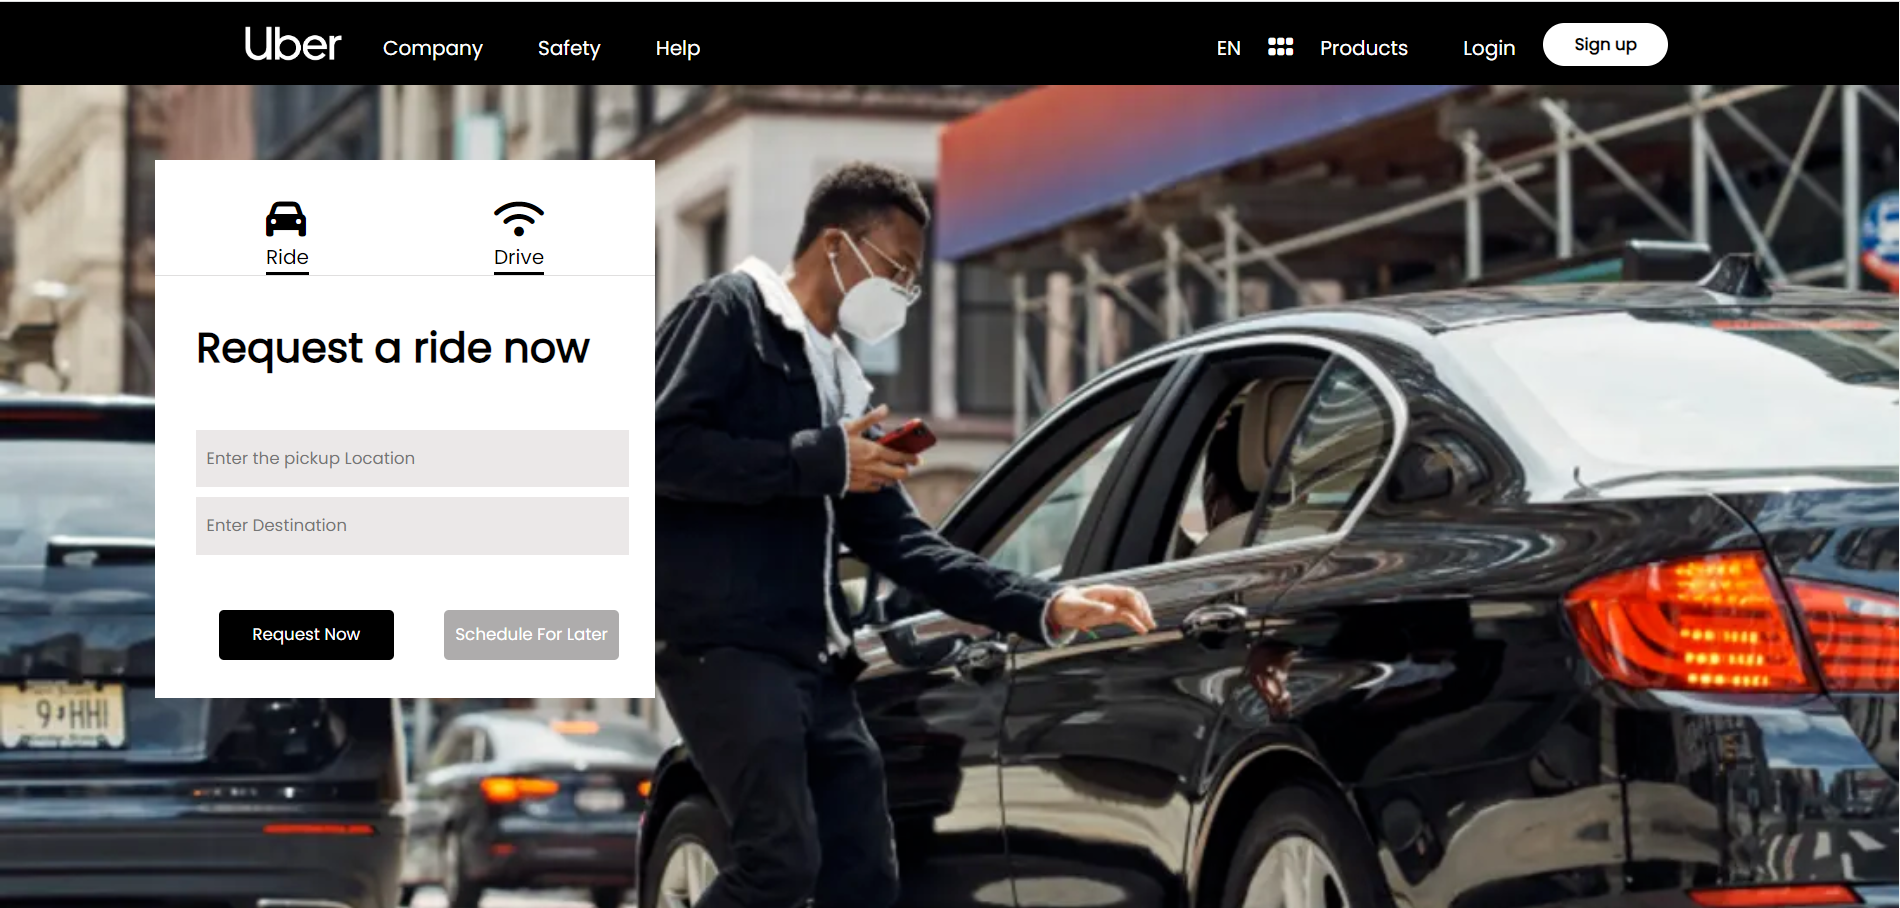 Uber Company Safety Help EN Products Login Sign up
Ride Drive
Request a ride now
Enter the pickup Location
Enter Destination
Request Now Schedule For Later
HHI